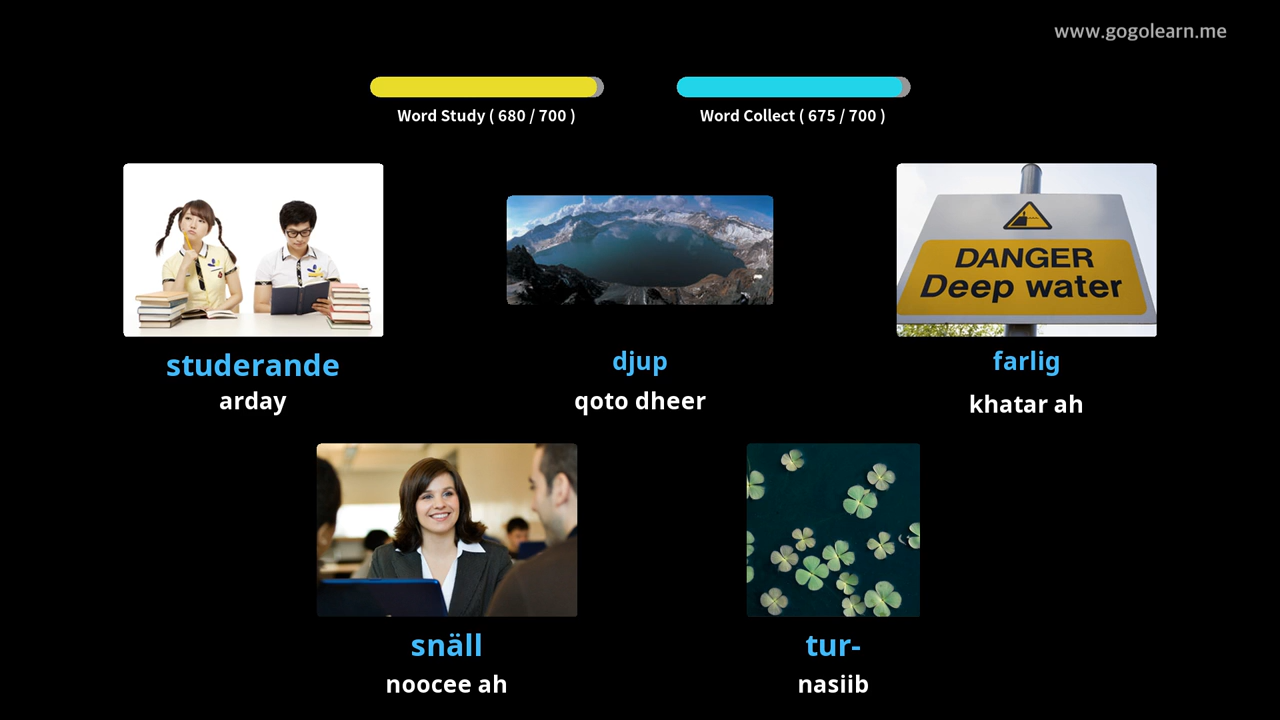 www.gogolearn.me
Word Study ( 680 / 700 )
Word Collect ( 675 / 700 )
DANGER
Deep water
studerande
arday
djup
qoto dheer
farlig
khatar ah
snäll
noocee ah
tur-
nasiib